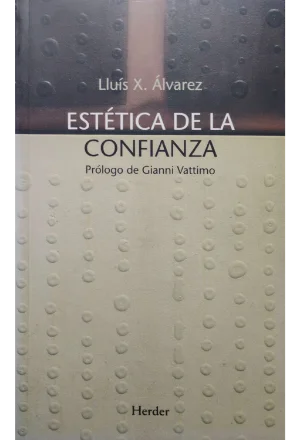 Lluís X. Álvarez
ESTÉTICA DE LA
CONFIANZA
Prólogo de Gianni Vattimo
Herder